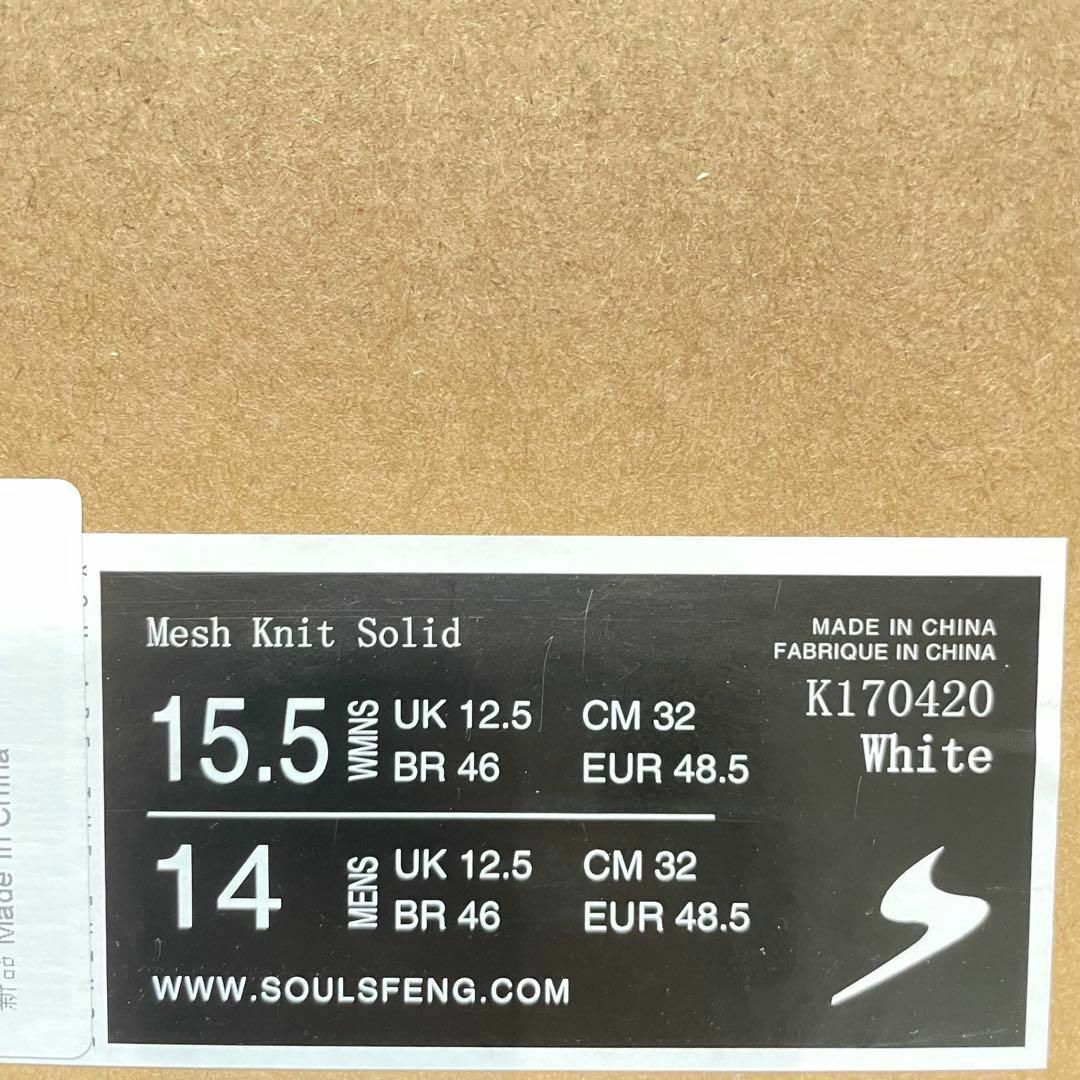 Mesh Knit Solid
MADE IN CHINA
FABRIQUE IN CHINA
K170420
White
15.5 WMNS UK 12.5 CM 32
BR 46 EUR 48.5
14 MENS UK 12.5 CM 32
BR 46 EUR 48.5
WWW.SOULSFENG.COM
新品 Made in China